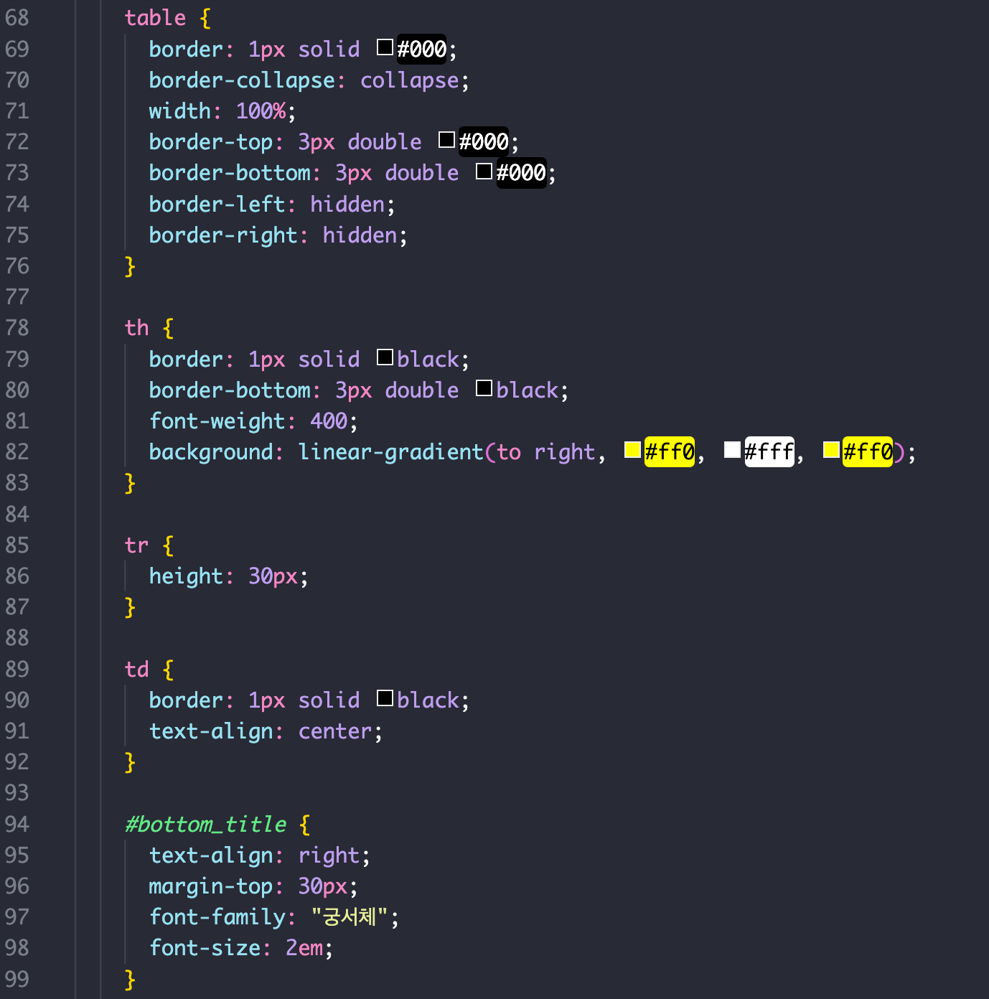 68 table {
69 border: 1px solid #000;
70 border-collapse: collapse;
71 width: 100%;
72 border-top: 3px double #000;
73 border-bottom: 3px double #000;
74 border-left: hidden;
75 border-right: hidden;
76 }
77
78 th {
79 border: 1px solid black;
80 border-bottom: 3px double black;
81 font-weight: 400;
82 background: linear-gradient(to right, #ff0, #fff, #ff0);
83 }
84
85 tr {
86 height: 30px;
87 }
88
89 td {
90 border: 1px solid black;
91 text-align: center;
92 }
93
94 #bottom_title {
95 text-align: right;
96 margin-top: 30px;
97 font-family: "궁서체";
98 font-size: 2em;
99 }